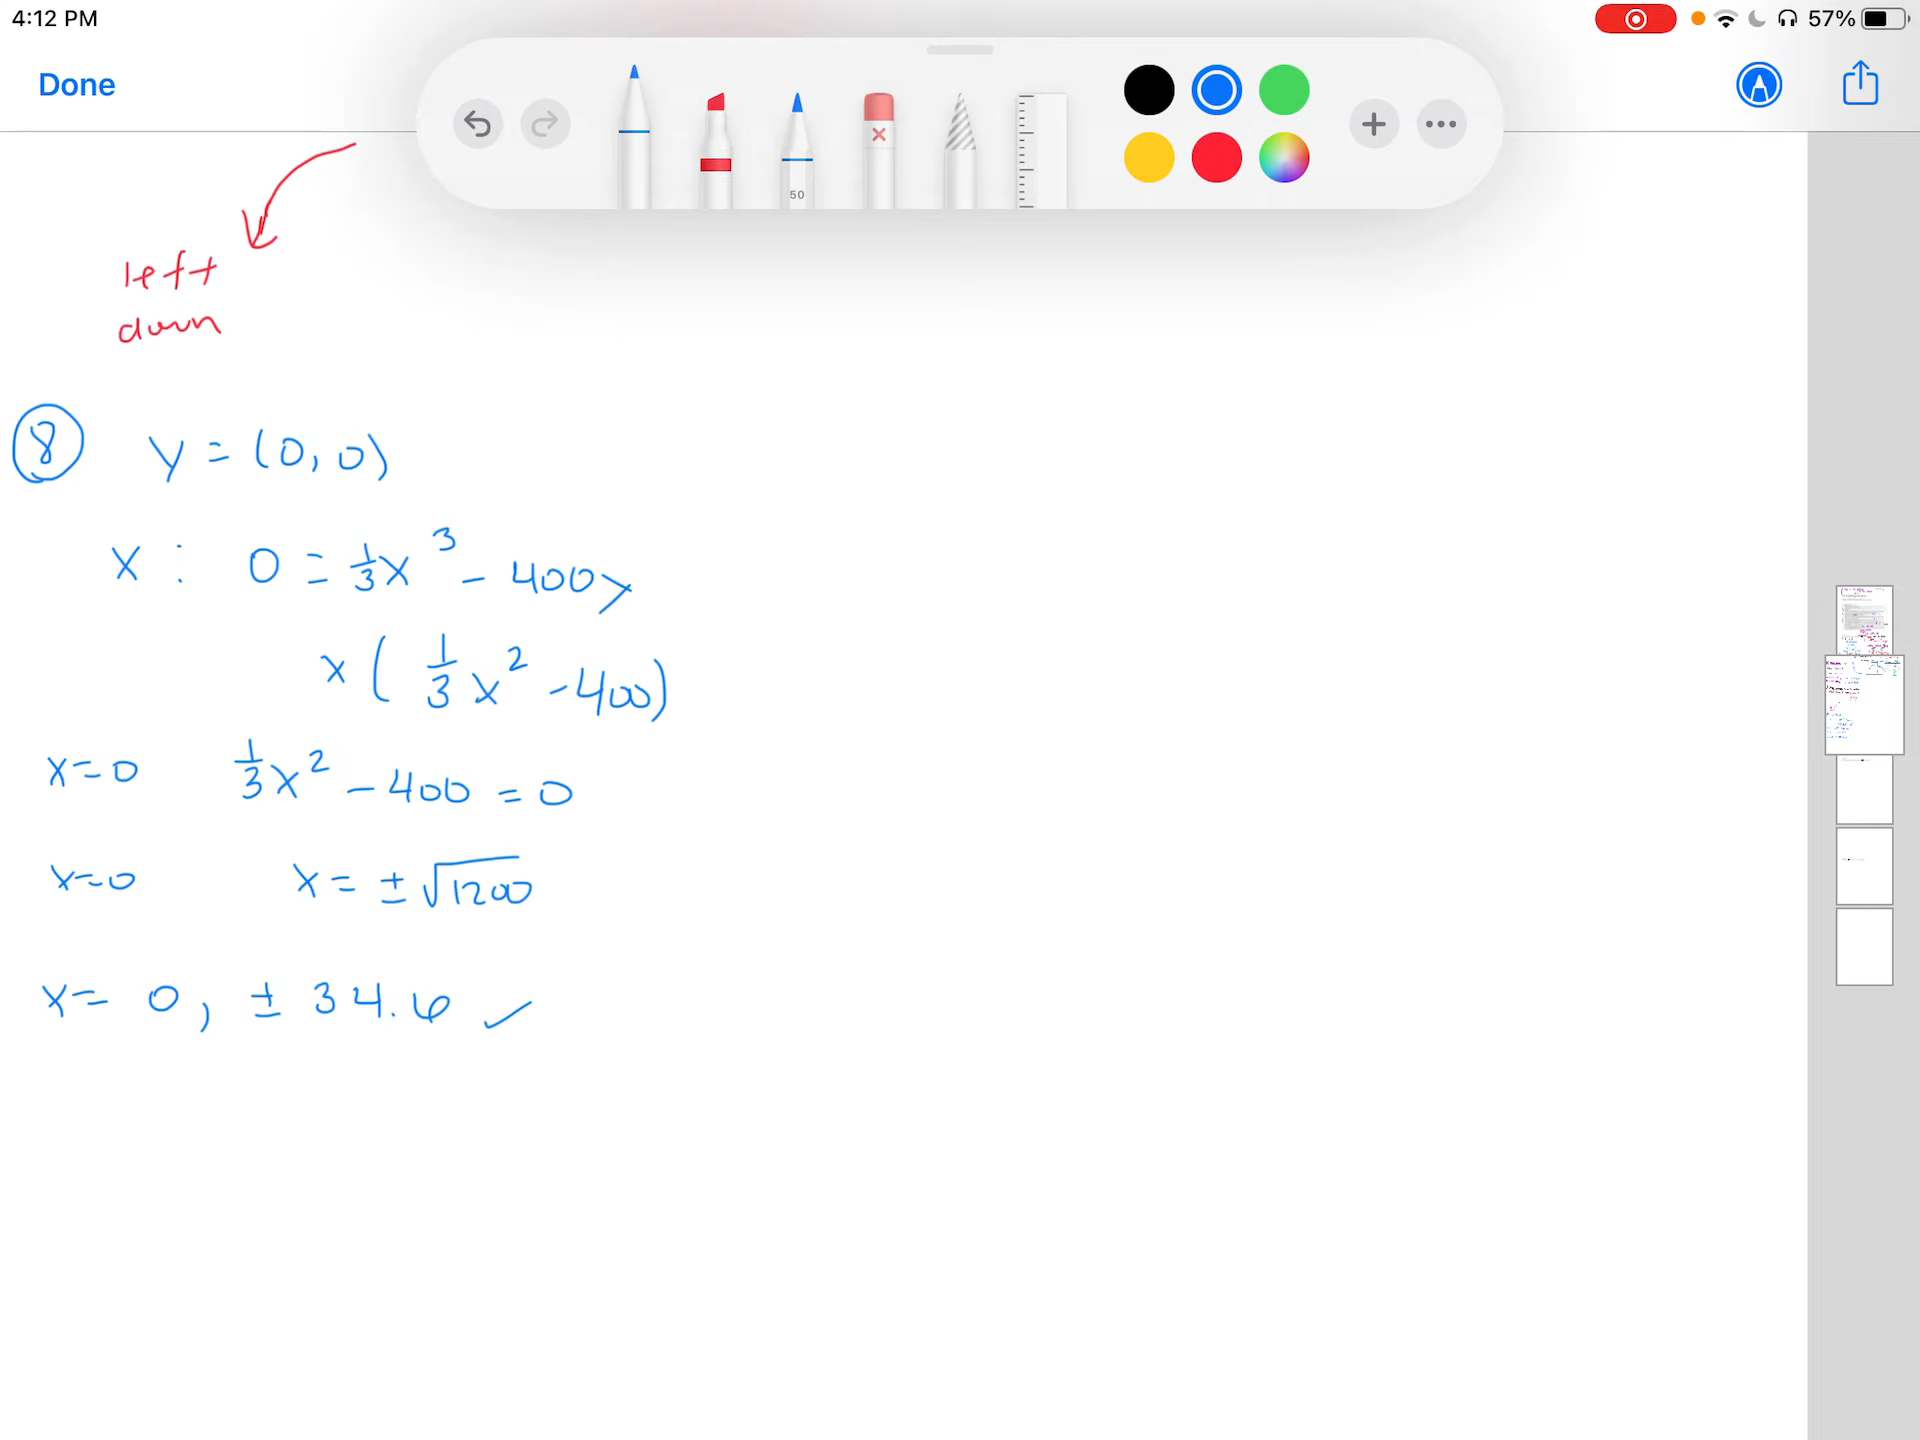 4:12 PM
57%
Done
50
left
down
8 y = (0, 0)
x : 0 = 1/3 x^3 - 400x
x ( 1/3 x^2 - 400)
x=0 1/3 x^2 - 400 = 0
x=0 x = ± √1200
x= 0, ± 34.6 ✓